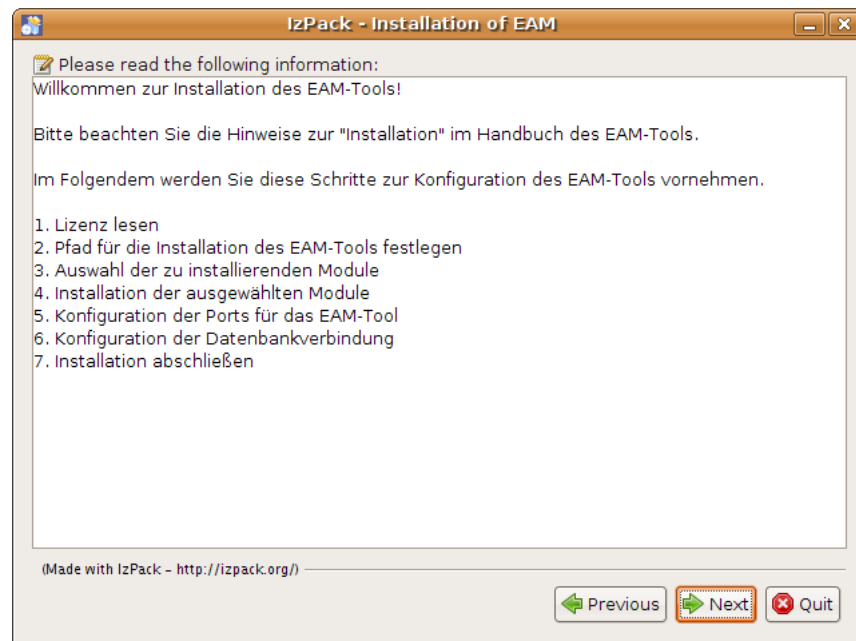 IzPack - Installation of EAM
Please read the following information:
Willkommen zur Installation des EAM-Tools!
Bitte beachten Sie die Hinweise zur "Installation" im Handbuch des EAM-Tools.
Im Folgendem werden Sie diese Schritte zur Konfiguration des EAM-Tools vornehmen.
1. Lizenz lesen
2. Pfad für die Installation des EAM-Tools festlegen
3. Auswahl der zu installierenden Module
4. Installation der ausgewählten Module
5. Konfiguration der Ports für das EAM-Tool
6. Konfiguration der Datenbankverbindung
7. Installation abschließen
(Made with IzPack - http://izpack.org/)
Previous Next Quit